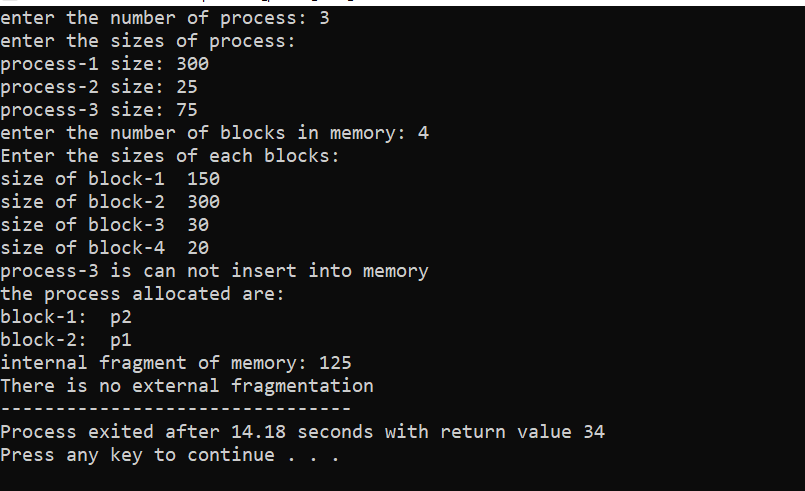 enter the number of process: 3
enter the sizes of process:
process-1 size: 300
process-2 size: 25
process-3 size: 75
enter the number of blocks in memory: 4
Enter the sizes of each blocks:
size of block-1  150
size of block-2  300
size of block-3  30
size of block-4  20
process-3 is can not insert into memory
the process allocated are:
block-1:  p2
block-2:  p1
internal fragment of memory: 125
There is no external fragmentation
--------------------------------
Process exited after 14.18 seconds with return value 34
Press any key to continue . . .